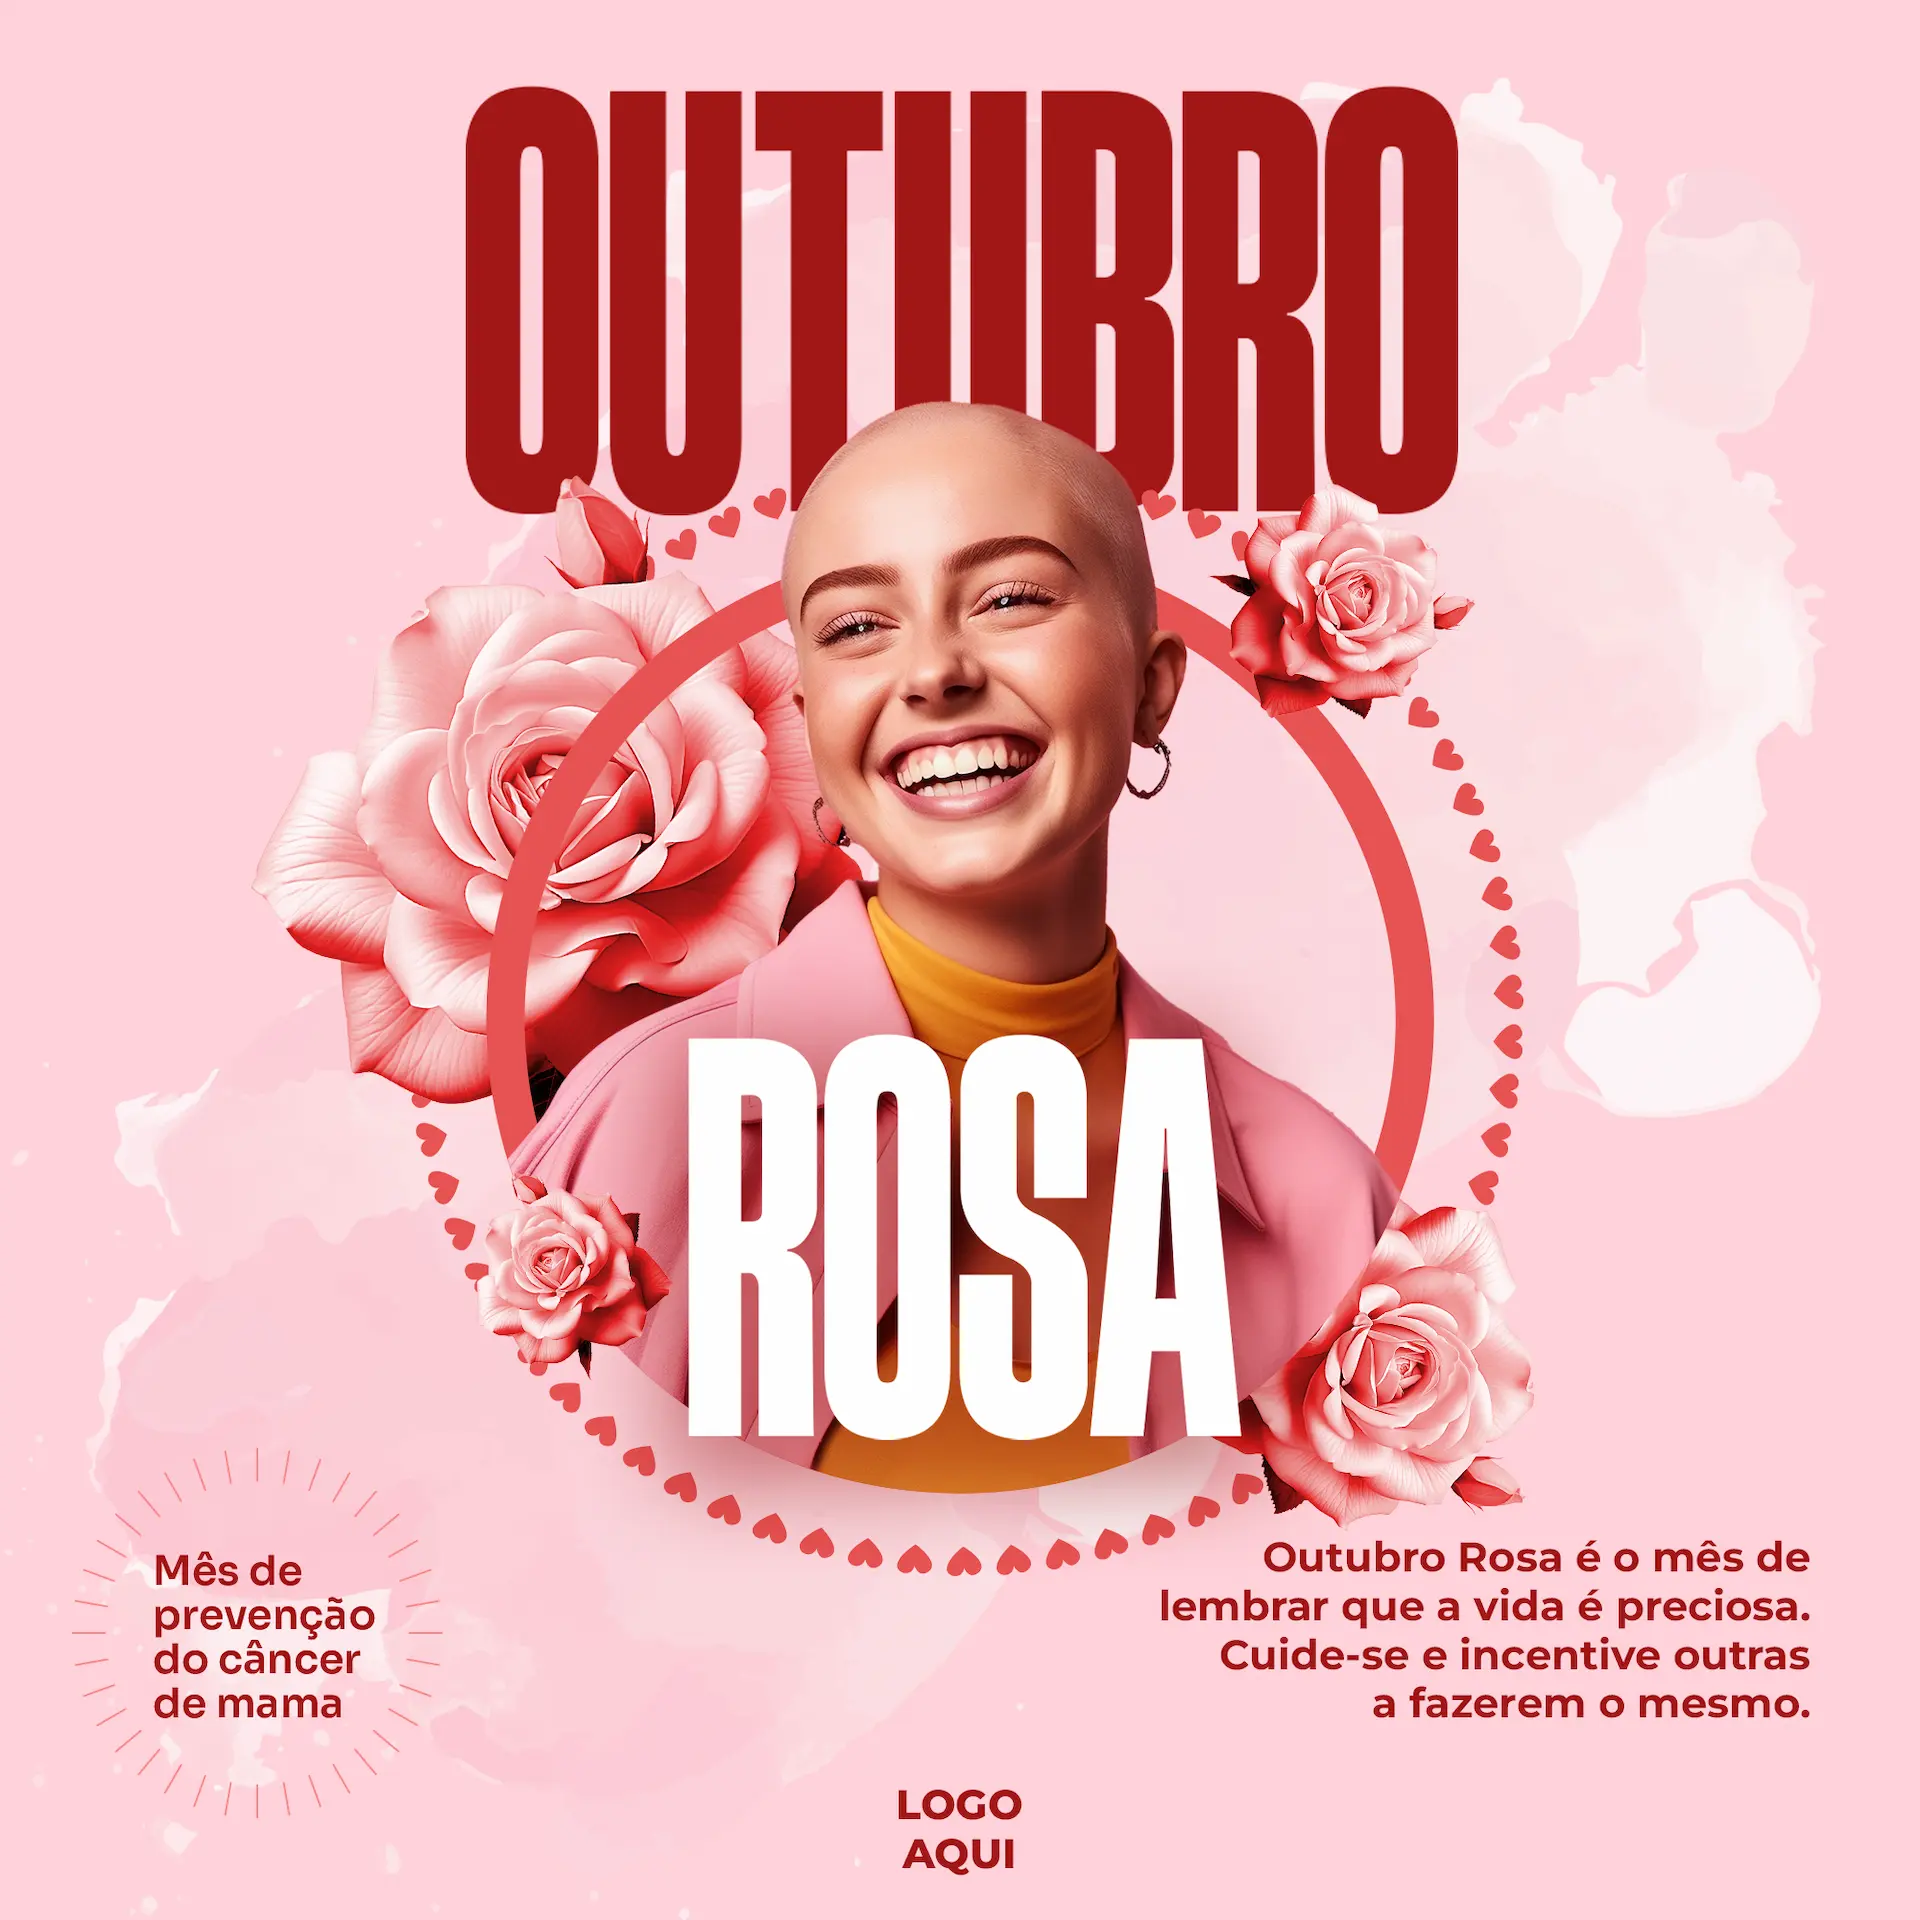 OUTUBRO
ROSA
Mês de
prevenção
do câncer
de mama
Outubro Rosa é o mês de
lembrar que a vida é preciosa.
Cuide-se e incentive outras
a fazerem o mesmo.
LOGO
AQUI